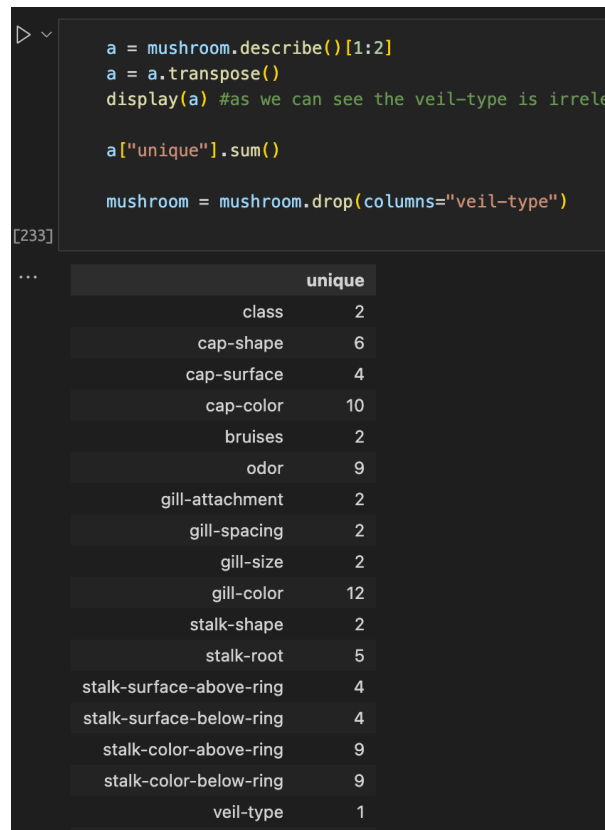 a = mushroom.describe()[1:2]
a = a.transpose()
display(a) #as we can see the veil-type is irrele
a["unique"].sum()
mushroom = mushroom.drop(columns="veil-type")
[233]
...
unique
class 2
cap-shape 6
cap-surface 4
cap-color 10
bruises 2
odor 9
gill-attachment 2
gill-spacing 2
gill-size 2
gill-color 12
stalk-shape 2
stalk-root 5
stalk-surface-above-ring 4
stalk-surface-below-ring 4
stalk-color-above-ring 9
stalk-color-below-ring 9
veil-type 1